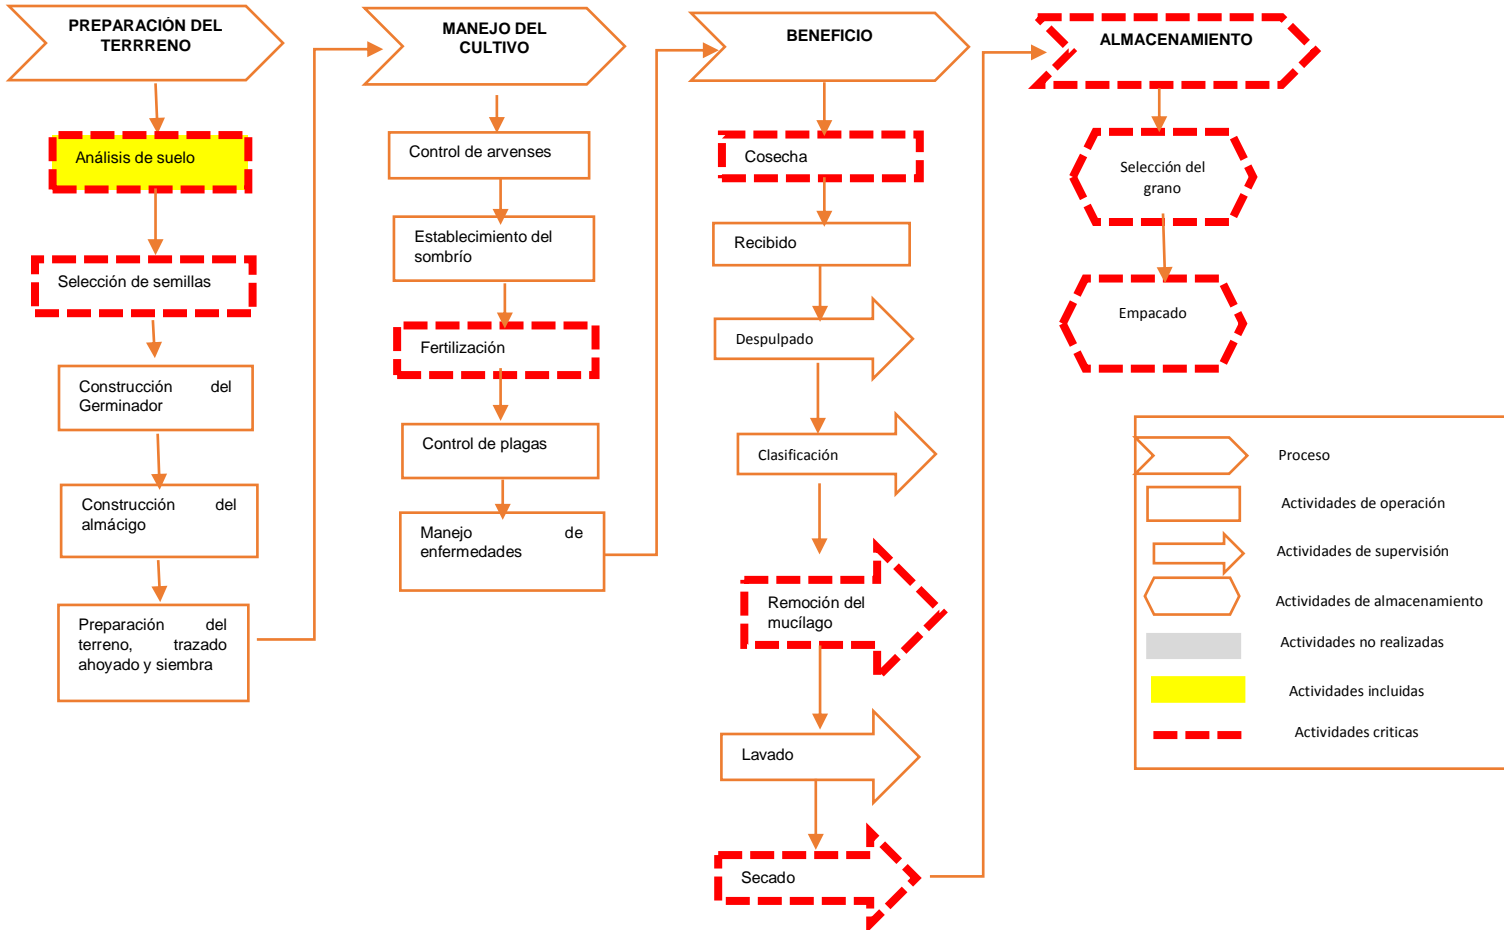 PREPARACIÓN DEL
TERRRENO
Análisis de suelo
Selección de semillas
Construcción del
Germinador
Construcción del
almácigo
Preparación del
terreno, trazado
ahoyado y siembra
MANEJO DEL
CULTIVO
Control de arvenses
Establecimiento del
sombrío
Fertilización
Control de plagas
Manejo de
enfermedades
BENEFICIO
Cosecha
Recibido
Despulpado
Clasificación
Remoción del
mucílago
Lavado
Secado
ALMACENAMIENTO
Selección del
grano
Empacado
Proceso
Actividades de operación
Actividades de supervisión
Actividades de almacenamiento
Actividades no realizadas
Actividades incluidas
Actividades criticas